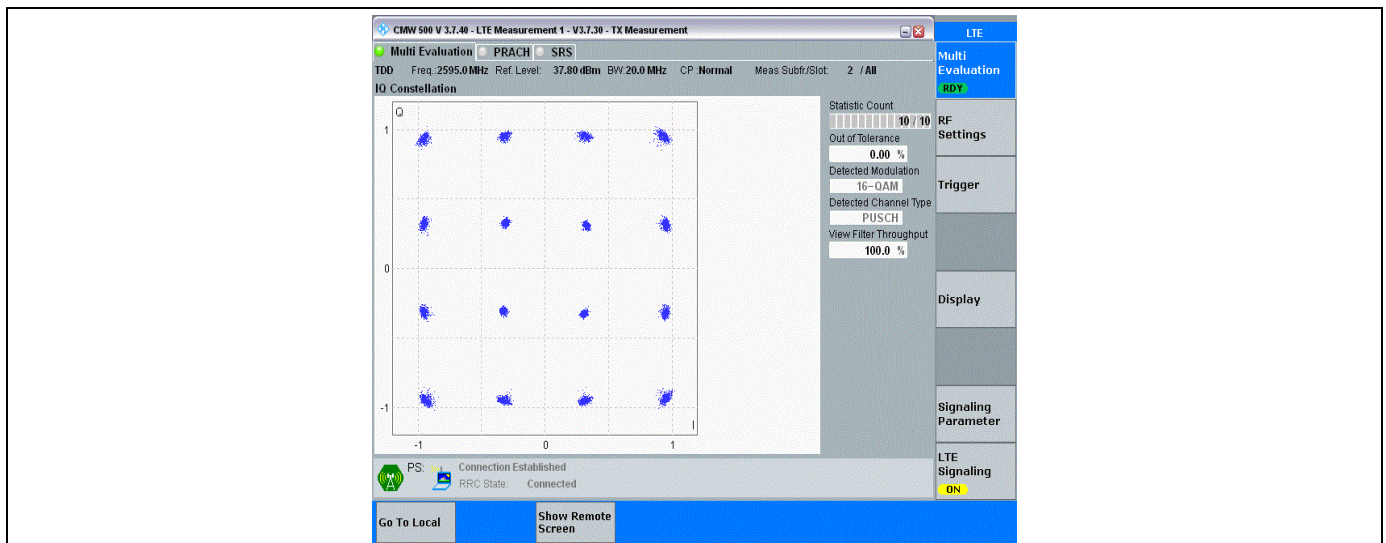 CMW 500 V 3.7.40 - LTE Measurement 1 - V3.7.30 - TX Measurement
Multi Evaluation PRACH SRS
TDD Freq.:2595.0 MHz Ref. Level: 37.80 dBm BW:20.0 MHz CP :Normal Meas Subfr./Slot: 2 / All
IQ Constellation
Q
1
0
-1
I
-1 0 1
Statistic Count
10 / 10
Out of Tolerance
0.00 %
Detected Modulation
16-QAM
Detected Channel Type
PUSCH
View Filter Throughput
100.0 %
LTE
Multi
Evaluation
RDY
RF
Settings
Trigger
Display
Signaling
Parameter
LTE
Signaling
ON
PS: Connection Established
RRC State: Connected
Go To Local
Show Remote
Screen